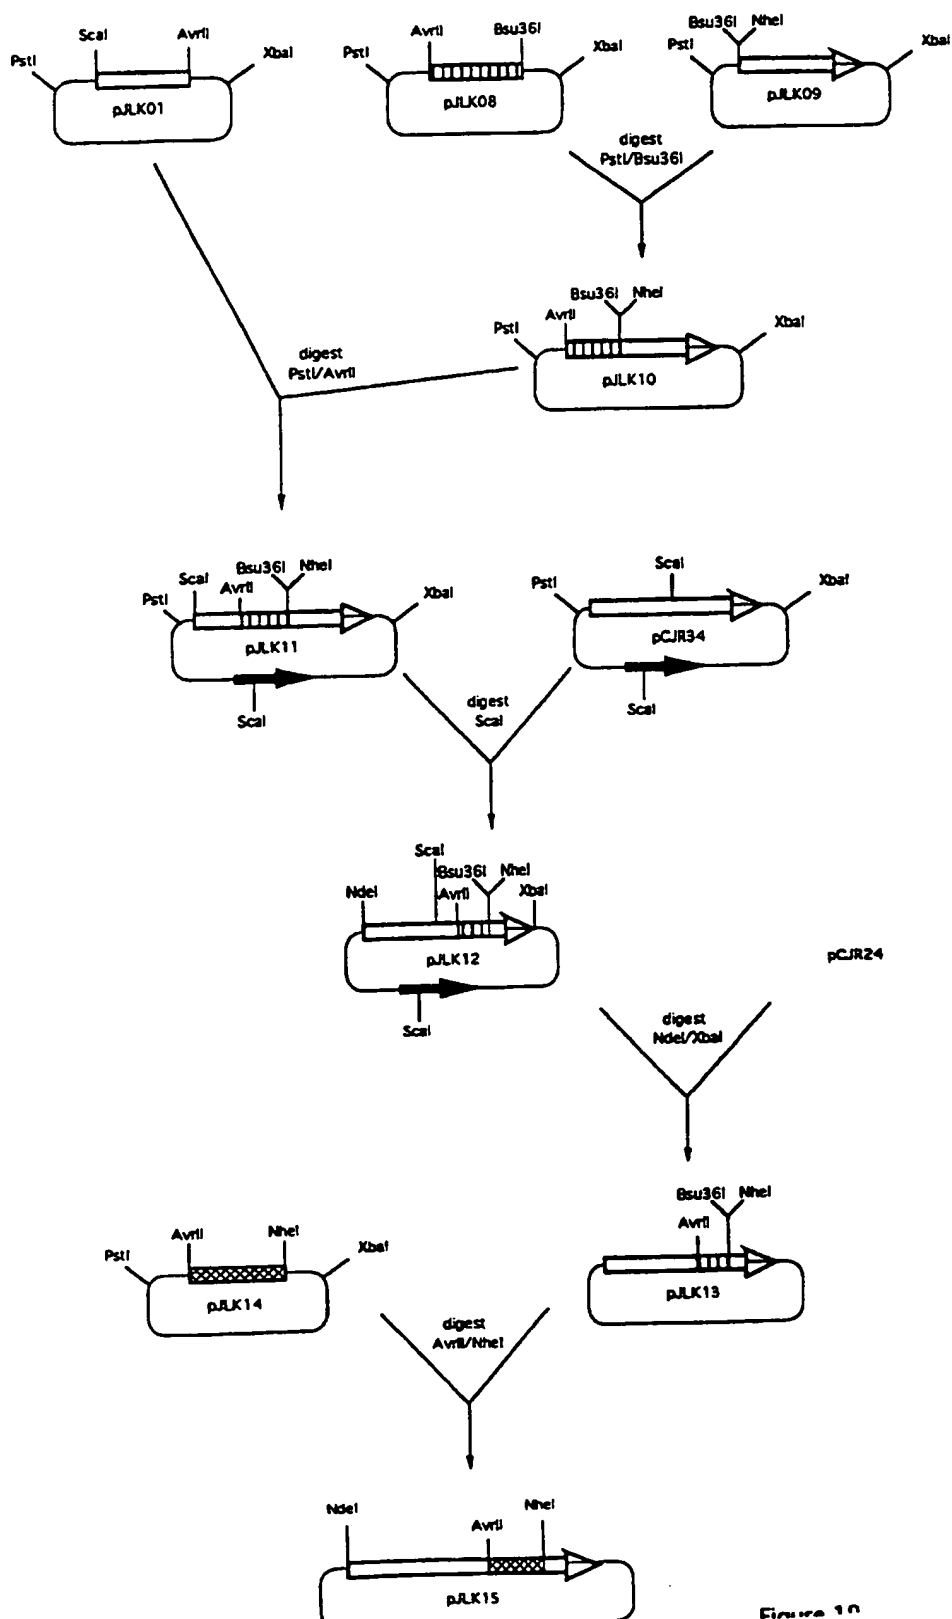 PstI ScaI AvrII XbaI
pJLK01
PstI AvrII Bsu36I XbaI
pJLK08
PstI Bsu36I NheI XbaI
pJLK09
digest
PstI/Bsu36I
PstI AvrII Bsu36I NheI XbaI
pJLK10
digest
PstI/AvrII
PstI ScaI AvrII Bsu36I NheI XbaI
pJLK11
ScaI
PstI ScaI XbaI
pCJR34
ScaI
digest
ScaI
NdeI ScaI AvrII Bsu36I NheI XbaI
pJLK12
ScaI
pCJR24
digest
NdeI/XbaI
PstI AvrII NheI XbaI
pJLK14
AvrII Bsu36I NheI
pJLK13
digest
AvrII/NheI
NdeI AvrII NheI
pJLK15
Figure